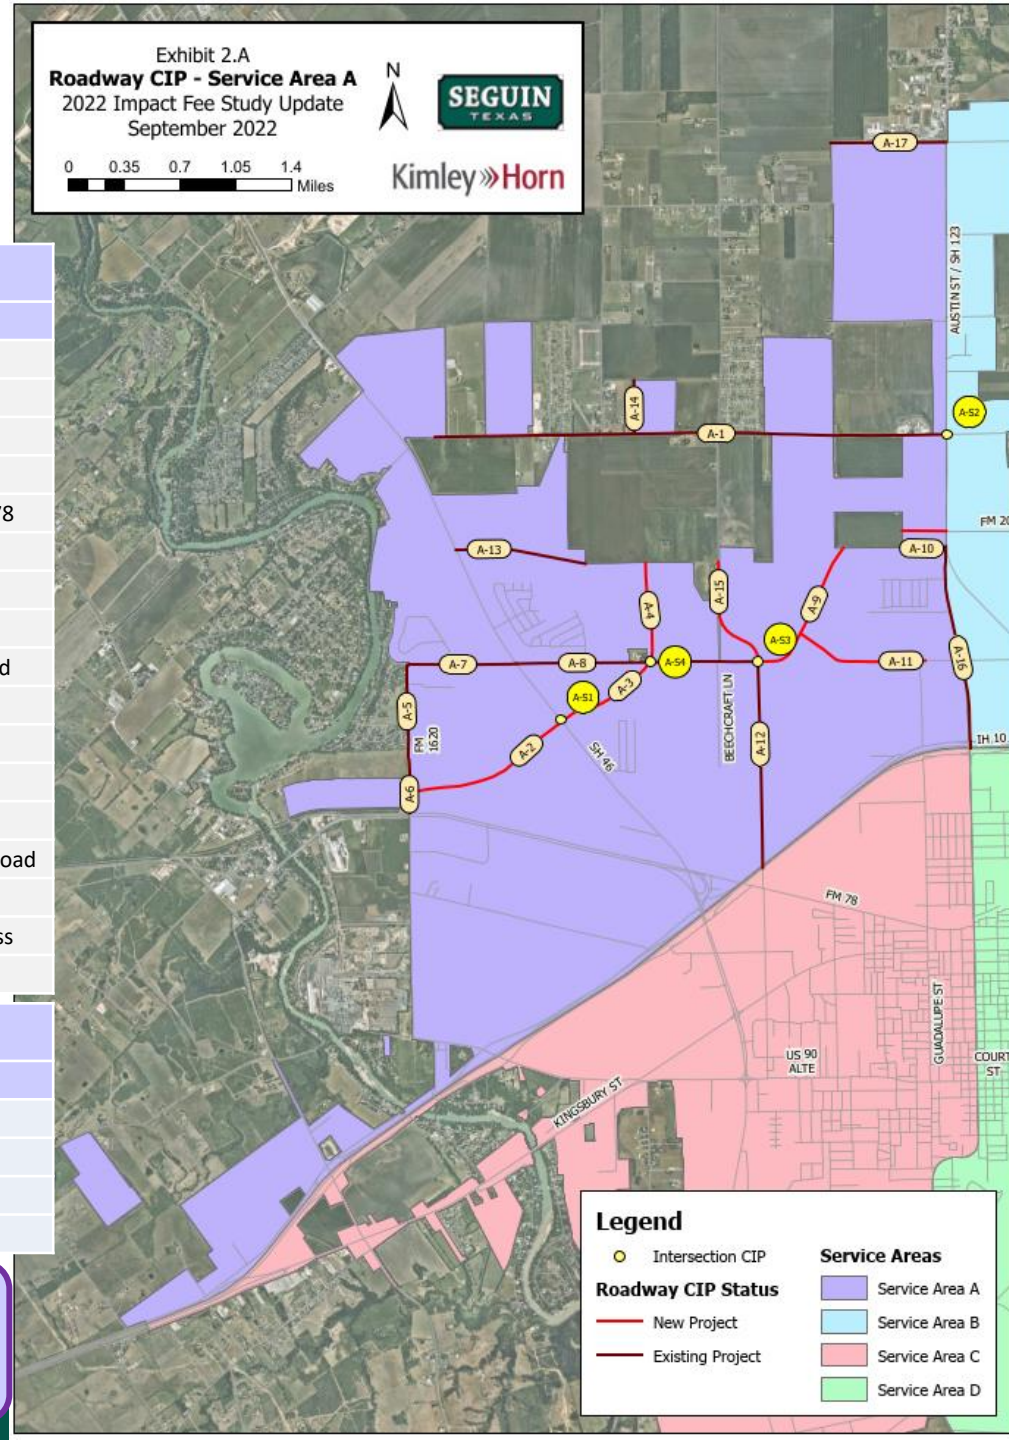 Exhibit 2.A
Roadway CIP - Service Area A
2022 Impact Fee Study Update
September 2022
N
SEGUIN
TEXAS
0 0.35 0.7 1.05 1.4
Miles
Kimley»Horn
A-17
AUSTIN ST / SH 123
A-14
A-S2
A-1
FM 20
A-13
A-10
A-15
A-9
A-4
A-S3
A-7
A-8
A-S4
A-11
A-16
A-3
A-S1
A-5
FM
1620
BEECHCRAFT LN
A-12
IH 10
A-2
SH 46
A-6
FM 78
GUADALUPE ST
US 90
ALTE
COURT
ST
KINGSBURY ST
Legend
Intersection CIP
Roadway CIP Status
New Project
Existing Project
Service Areas
Service Area A
Service Area B
Service Area C
Service Area D